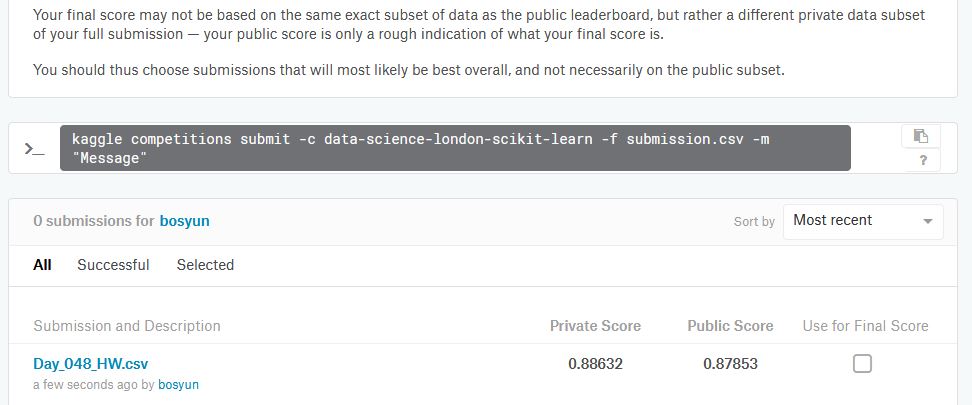 Your final score may not be based on the same exact subset of data as the public leaderboard, but rather a different private data subset
of your full submission — your public score is only a rough indication of what your final score is.
You should thus choose submissions that will most likely be best overall, and not necessarily on the public subset.
>_ kaggle competitions submit -c data-science-london-scikit-learn -f submission.csv -m
"Message"
?
0 submissions for bosyun
Sort by Most recent
All Successful Selected
Submission and Description Private Score Public Score Use for Final Score
Day_048_HW.csv 0.88632 0.87853
a few seconds ago by bosyun